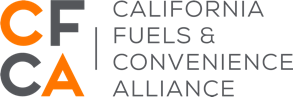 CF
CA
CALIFORNIA
FUELS &
CONVENIENCE
ALLIANCE